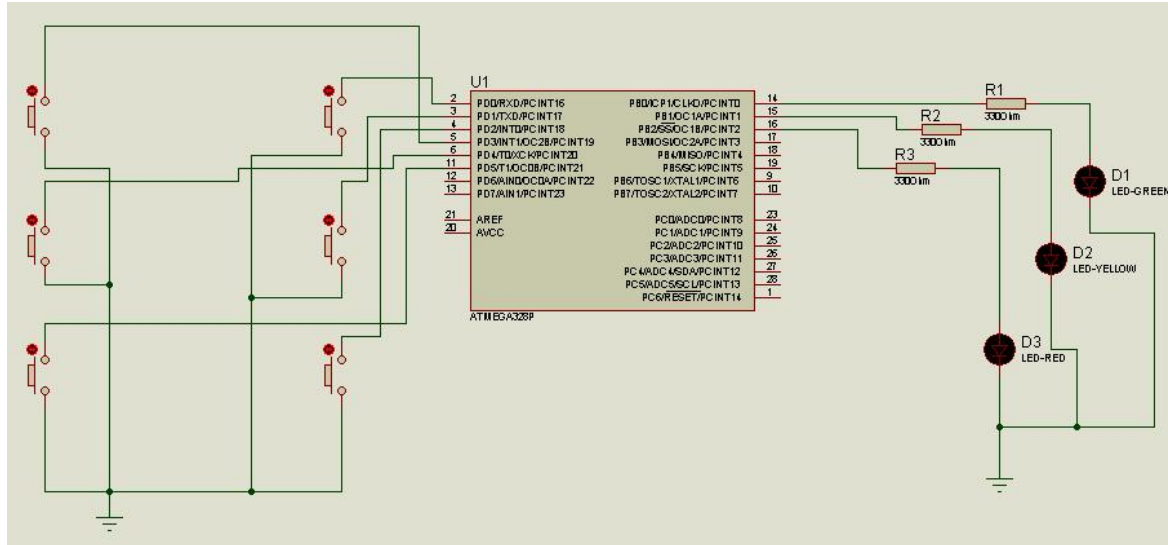 U1
2 PD0/RXD/PCINT16
3 PD1/TXD/PCINT17
4 PD2/INT0/PCINT18
5 PD3/INT1/OC2B/PCINT19
6 PD4/T0/XCK/PCINT20
11 PD5/T1/OC0B/PCINT21
12 PD6/AIN0/OC0A/PCINT22
13 PD7/AIN1/PCINT23
21 AREF
20 AVCC
PB0/ICP1/CLKO/PCINT0 14
PB1/OC1A/PCINT1 15
PB2/SS/OC1B/PCINT2 16
PB3/MOSI/OC2A/PCINT3 17
PB4/MISO/PCINT4 18
PB5/SCK/PCINT5 19
PB6/TOSC1/XTAL1/PCINT6 9
PB7/TOSC2/XTAL2/PCINT7 10
PC0/ADC0/PCINT8 23
PC1/ADC1/PCINT9 24
PC2/ADC2/PCINT10 25
PC3/ADC3/PCINT11 26
PC4/ADC4/SDA/PCINT12 27
PC5/ADC5/SCL/PCINT13 28
PC6/RESET/PCINT14 1
ATMEGA328P
R1
330Ohm
R2
330Ohm
R3
330Ohm
D1
LED-GREEN
D2
LED-YELLOW
D3
LED-RED